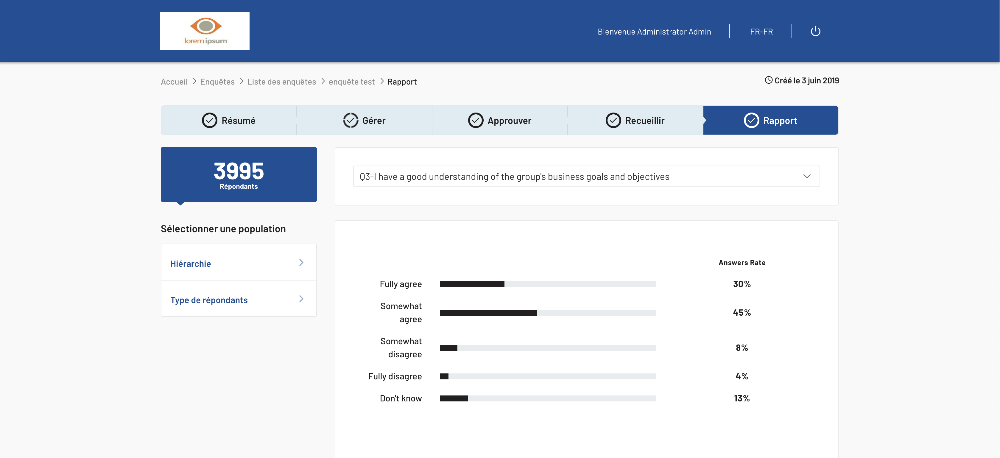 lorem ipsum
Bienvenue Administrator Admin
FR-FR
Accueil > Enquêtes > Liste des enquêtes > enquête test > Rapport
Créé le 3 juin 2019
Résumé
Gérer
Approuver
Recueillir
Rapport
3995
Répondants
Q3-I have a good understanding of the group's business goals and objectives
Sélectionner une population
Hiérarchie
Type de répondants
Answers Rate
Fully agree 30%
Somewhat
agree 45%
Somewhat
disagree 8%
Fully disagree 4%
Don't know 13%